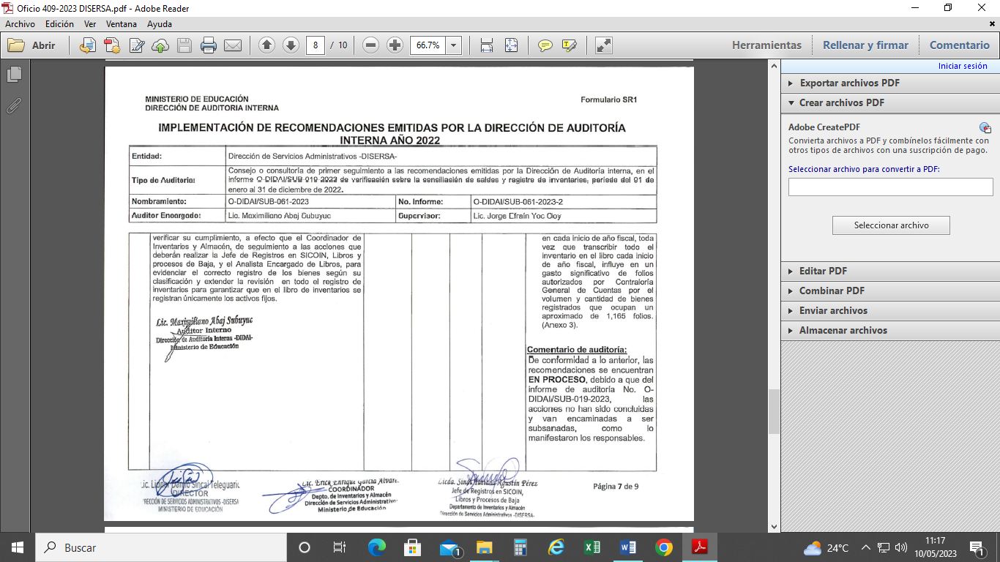 Oficio 409-2023 DISERSA.pdf - Adobe Reader
Archivo Edición Ver Ventana Ayuda
Abrir 8 / 10 66.7% Herramientas Rellenar y firmar Comentario
Iniciar sesión
Exportar archivos PDF
Crear archivos PDF
Adobe CreatePDF
Convierta archivos a PDF y combínelos fácilmente con
otros tipos de archivos con una suscripción de pago.
Seleccionar archivo para convertir a PDF:
Seleccionar archivo
Editar PDF
Combinar PDF
Enviar archivos
Almacenar archivos
MINISTERIO DE EDUCACIÓN Formulario SR1
DIRECCIÓN DE AUDITORIA INTERNA
IMPLEMENTACIÓN DE RECOMENDACIONES EMITIDAS POR LA DIRECCIÓN DE AUDITORÍA
INTERNA AÑO 2022
Entidad: Dirección de Servicios Administrativos -DISERSA-
Tipo de Auditoría: Consejo o consultoría de primer seguimiento a las recomendaciones emitidas por la Dirección de Auditoría interna, en el
informe O-DIDAI/SUB-019-2023 de verificación sobre la conciliación de saldos y registro de inventarios, período del 01 de
enero al 31 de diciembre de 2022.
Nombramiento: O-DIDAI/SUB-061-2023 No. Informe: O-DIDAI/SUB-061-2023-2
Auditor Encargado: Lic. Maximiliano Abaj Subuyuc Supervisor: Lic. Jorge Efraín Yoc Goy
verificar su cumplimiento, a efecto que el Coordinador de
Inventarios y Almacén, de seguimiento a las acciones que
deberán realizar la Jefe de Registros en SICOIN, Libros y
procesos de Baja, y el Analista Encargado de Libros, para
evidenciar el correcto registro de los bienes según su
clasificación y extender la revisión en todo el registro de
inventarios para garantizar que en el libro de inventarios se
registran únicamente los activos fijos.
Lic. Maximiliano Abaj Subuyuc
Auditor Interno
Dirección de Auditoría Interna -DIDAI-
Ministerio de Educación
en cada inicio de año fiscal, toda
vez que transcribir todo el
inventario en el libro cada inicio
de año fiscal, influye en un
gasto significativo de folios
autorizados por Contraloría
General de Cuentas por el
volumen y cantidad de bienes
registrados que ocupan un
aproximado de 1,165 folios.
(Anexo 3).
Comentario de auditoría:
De conformidad a lo anterior, las
recomendaciones se encuentran
EN PROCESO, debido a que del
informe de auditoría No. O-
DIDAI/SUB-019-2023, las
acciones no han sido concluidas
y van encaminadas a ser
subsanadas, como lo
manifestaron los responsables.
Danilo Sincal Teleguario
DIRECTOR
DIRECCIÓN DE SERVICIOS ADMINISTRATIVOS -DISERSA
MINISTERIO DE EDUCACIÓN
Lic. Erick Enrique García Alvare
COORDINADOR
Depto. de Inventarios y Almacén
Dirección de Servicios Administrativo
Ministerio de Educación
Licda. Agustín Pérez
Jefe de Registros en SICOIN,
Libros y Procesos de Baja
Departamento de Inventarios y Almacén
Dirección de Servicios Administrativos -DISERSA-
Página 7 de 9
Buscar
1
24°C
11:17
10/05/2023
1